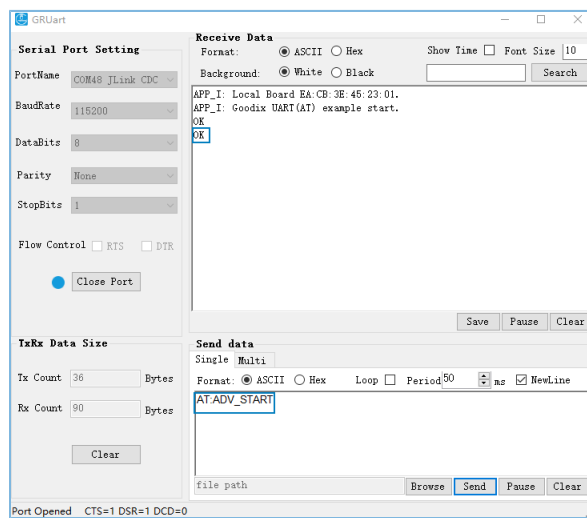 GRUart
Serial Port Setting
PortName COM48 JLink CDC
BaudRate 115200
DataBits 8
Parity None
StopBits 1
Flow Control RTS DTR
Close Port
TxRx Data Size
Tx Count 36 Bytes
Rx Count 90 Bytes
Clear
Receive Data
Format: ASCII Hex Show Time Font Size 10
Background: White Black Search
APP_I: Local Board EA:CB:3E:45:23:01.
APP_I: Goodix UART(AT) example start.
OK
OK
Save Pause Clear
Send data
Single Multi
Format: ASCII Hex Loop Period 50 ms NewLine
AT:ADV_START
file path Browse Send Pause Clear
Port Opened CTS=1 DSR=1 DCD=0